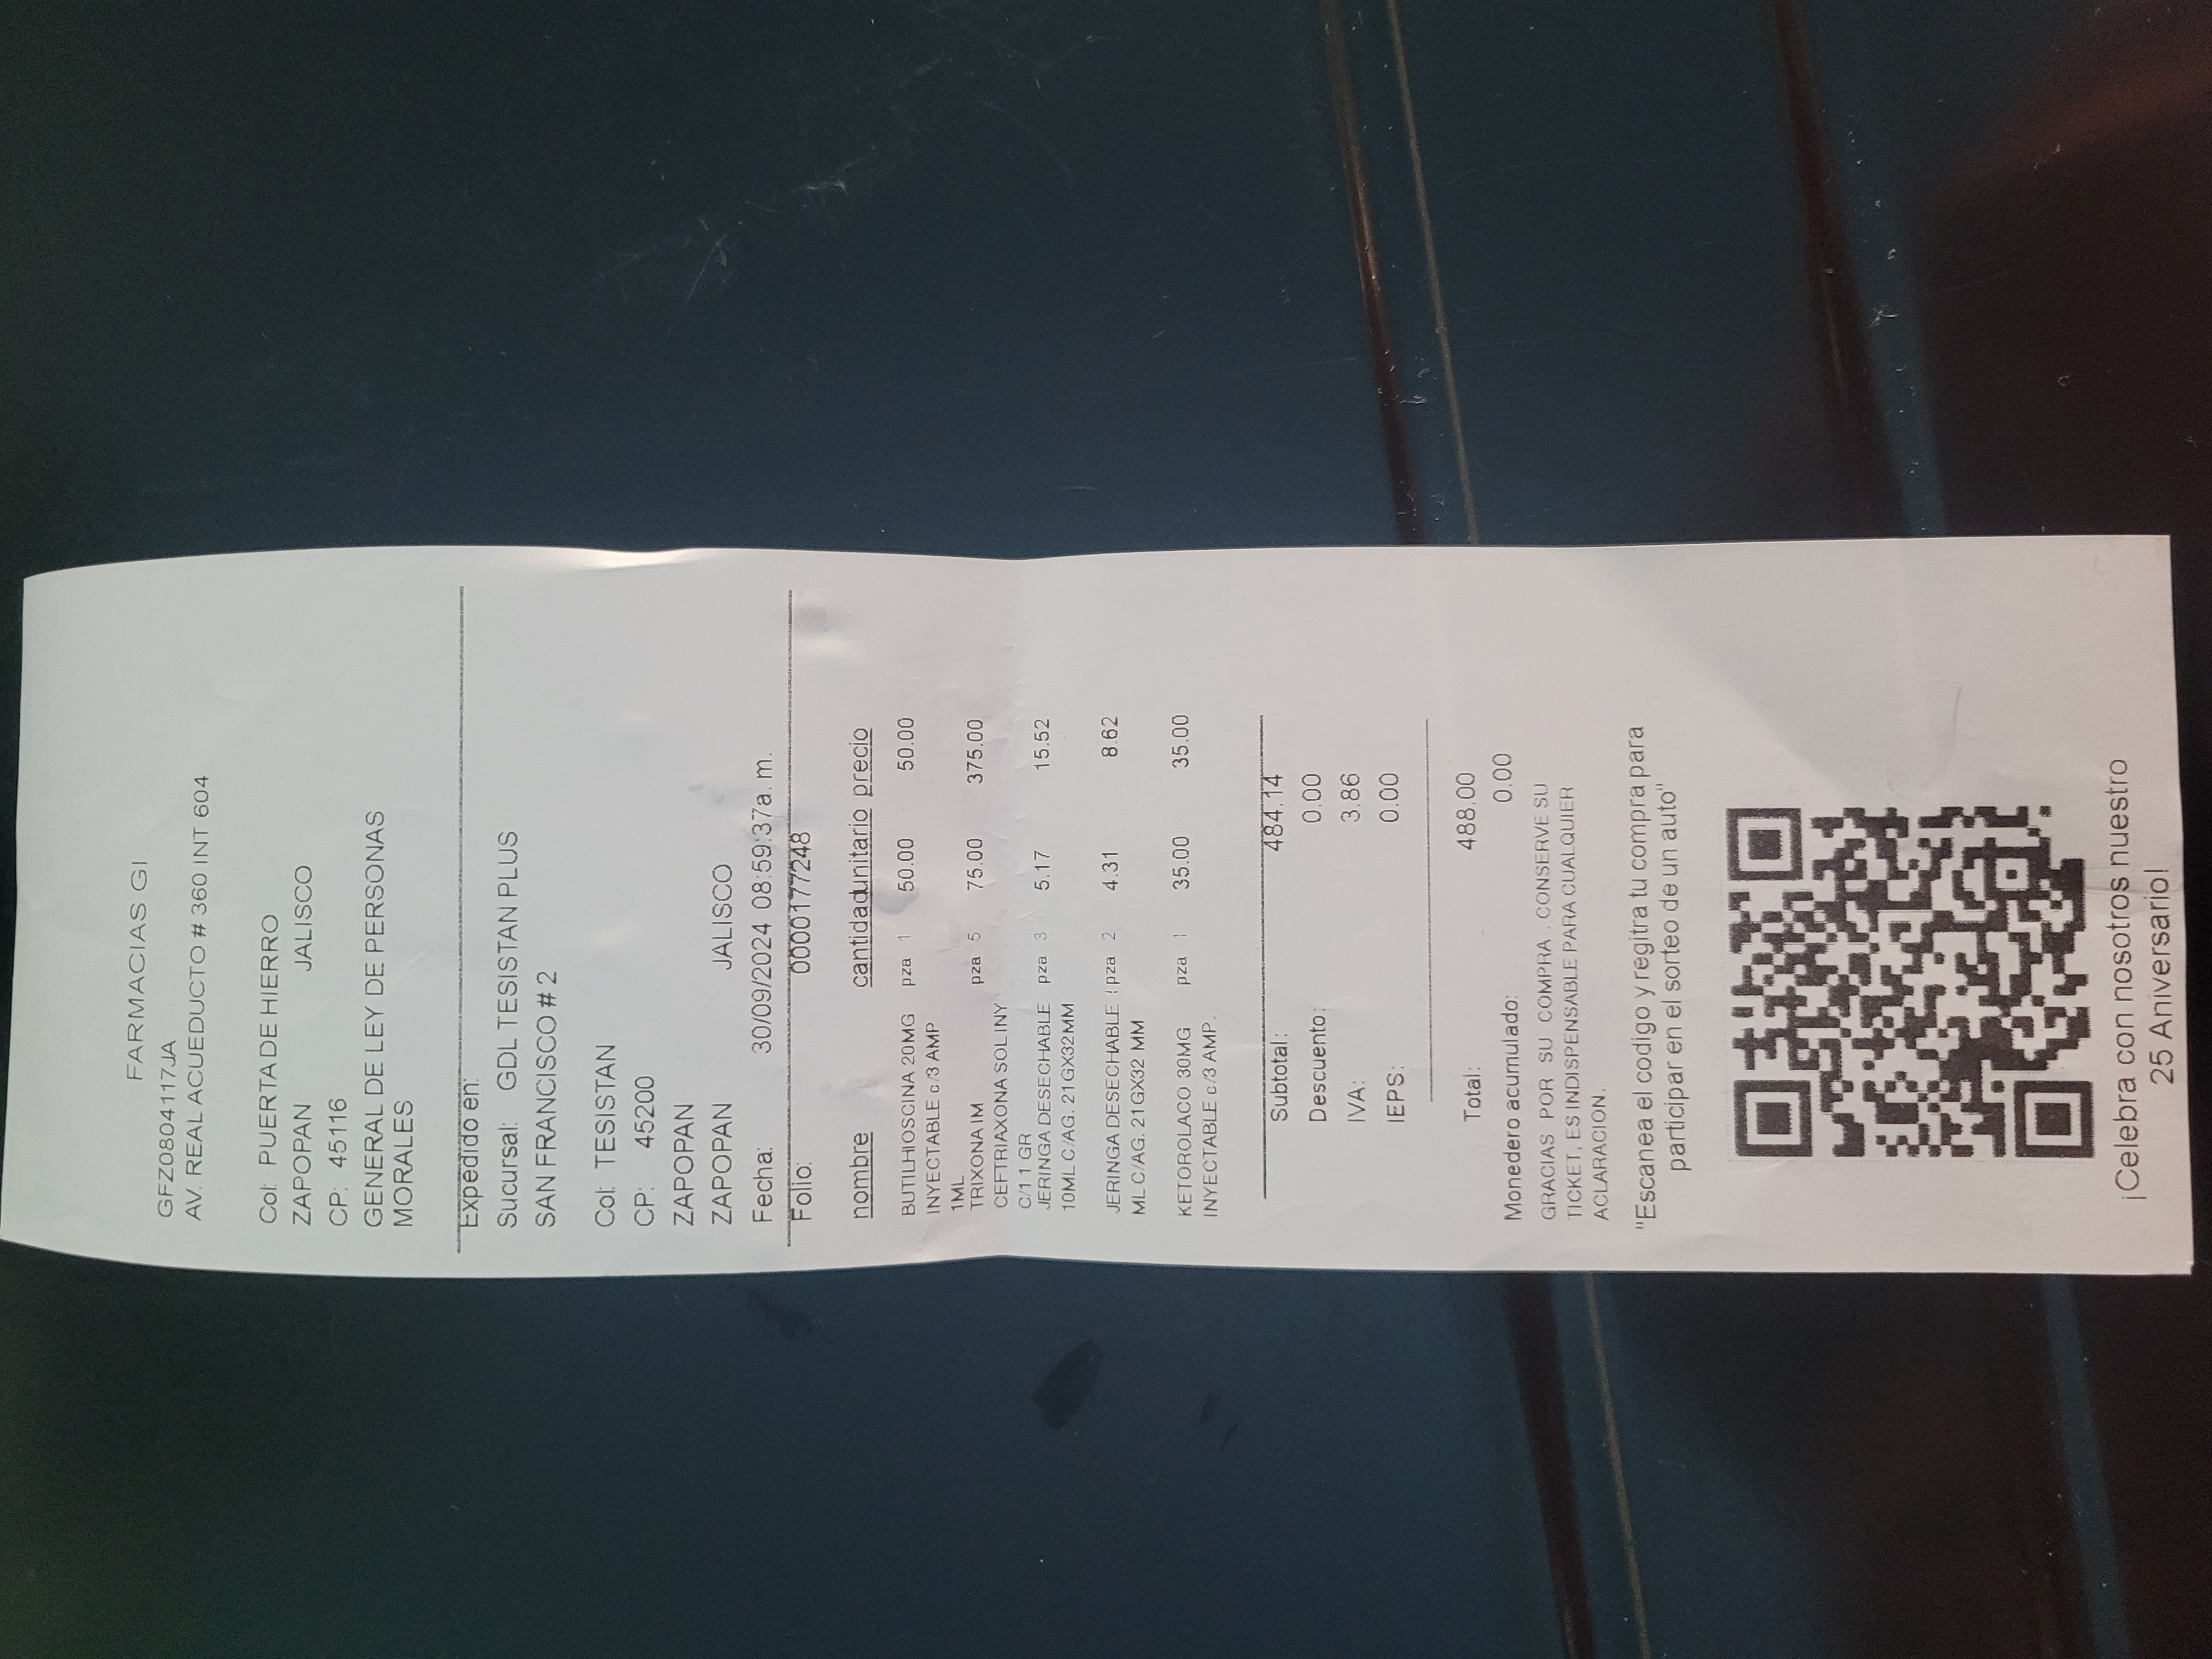 FARMACIAS GI
GFZ0804117JA
AV. REAL ACUEDUCTO # 360 INT 604
Col: PUERTA DE HIERRO
ZAPOPAN JALISCO
CP: 45116
GENERAL DE LEY DE PERSONAS
MORALES
Expedido en:
Sucursal: GDL TESISTAN PLUS
SAN FRANCISCO # 2
Col: TESISTAN
CP: 45200
ZAPOPAN
ZAPOPAN JALISCO
Fecha: 30/09/2024 08:59:37a. m.
Folio: 0000177248
nombre cantidadunitario precio
BUTILHIOSCINA 20MG pza 1 50.00 50.00
INYECTABLE c/3 AMP
1ML
TRIXONA IM pza 5 75.00 375.00
CEFTRIAXONA SOL INY
C/1 1 GR
JERINGA DESECHABLE pza 3 5.17 15.52
10ML C/AG. 21GX32MM
JERINGA DESECHABLE pza 2 4.31 8.62
ML C/AG. 21GX32 MM
KETOROLACO 30MG pza 1 35.00 35.00
INYECTABLE c/3 AMP.
Subtotal: 484.14
Descuento: 0.00
IVA: 3.86
IEPS: 0.00
Total: 488.00
Monedero acumulado: 0.00
GRACIAS POR SU COMPRA . CONSERVE SU
TICKET, ES INDISPENSABLE PARA CUALQUIER
ACLARACION.
"Escanea el codigo y regitra tu compra para
participar en el sorteo de un auto"
¡Celebra con nosotros nuestro
25 Aniversario!